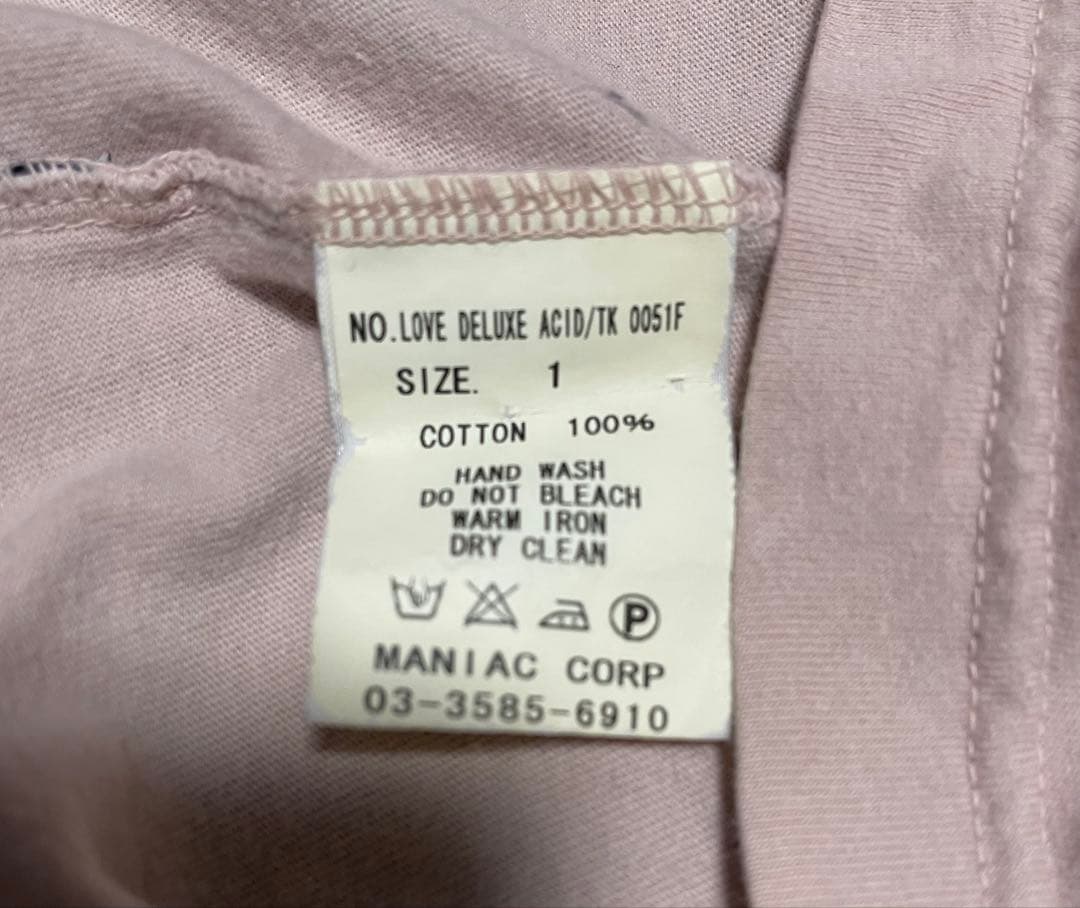 NO.LOVE DELUXE ACID/TK 0051F
SIZE. 1
COTTON 100%
HAND WASH
DO NOT BLEACH
WARM IRON
DRY CLEAN
P
MANIAC CORP
03-3585-6910